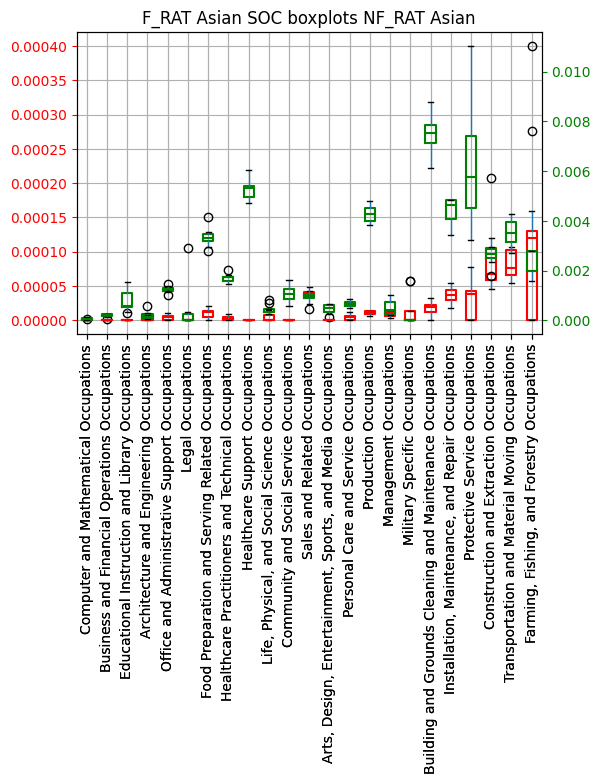 F_RAT Asian SOC boxplots NF_RAT Asian
0.00040
0.00035
0.00030
0.00025
0.00020
0.00015
0.00010
0.00005
0.00000
0.010
0.008
0.006
0.004
0.002
0.000
Computer and Mathematical Occupations
Business and Financial Operations Occupations
Educational Instruction and Library Occupations
Architecture and Engineering Occupations
Office and Administrative Support Occupations
Legal Occupations
Food Preparation and Serving Related Occupations
Healthcare Practitioners and Technical Occupations
Healthcare Support Occupations
Life, Physical, and Social Science Occupations
Community and Social Service Occupations
Sales and Related Occupations
Arts, Design, Entertainment, Sports, and Media Occupations
Personal Care and Service Occupations
Production Occupations
Management Occupations
Military Specific Occupations
Building and Grounds Cleaning and Maintenance Occupations
Installation, Maintenance, and Repair Occupations
Protective Service Occupations
Construction and Extraction Occupations
Transportation and Material Moving Occupations
Farming, Fishing, and Forestry Occupations